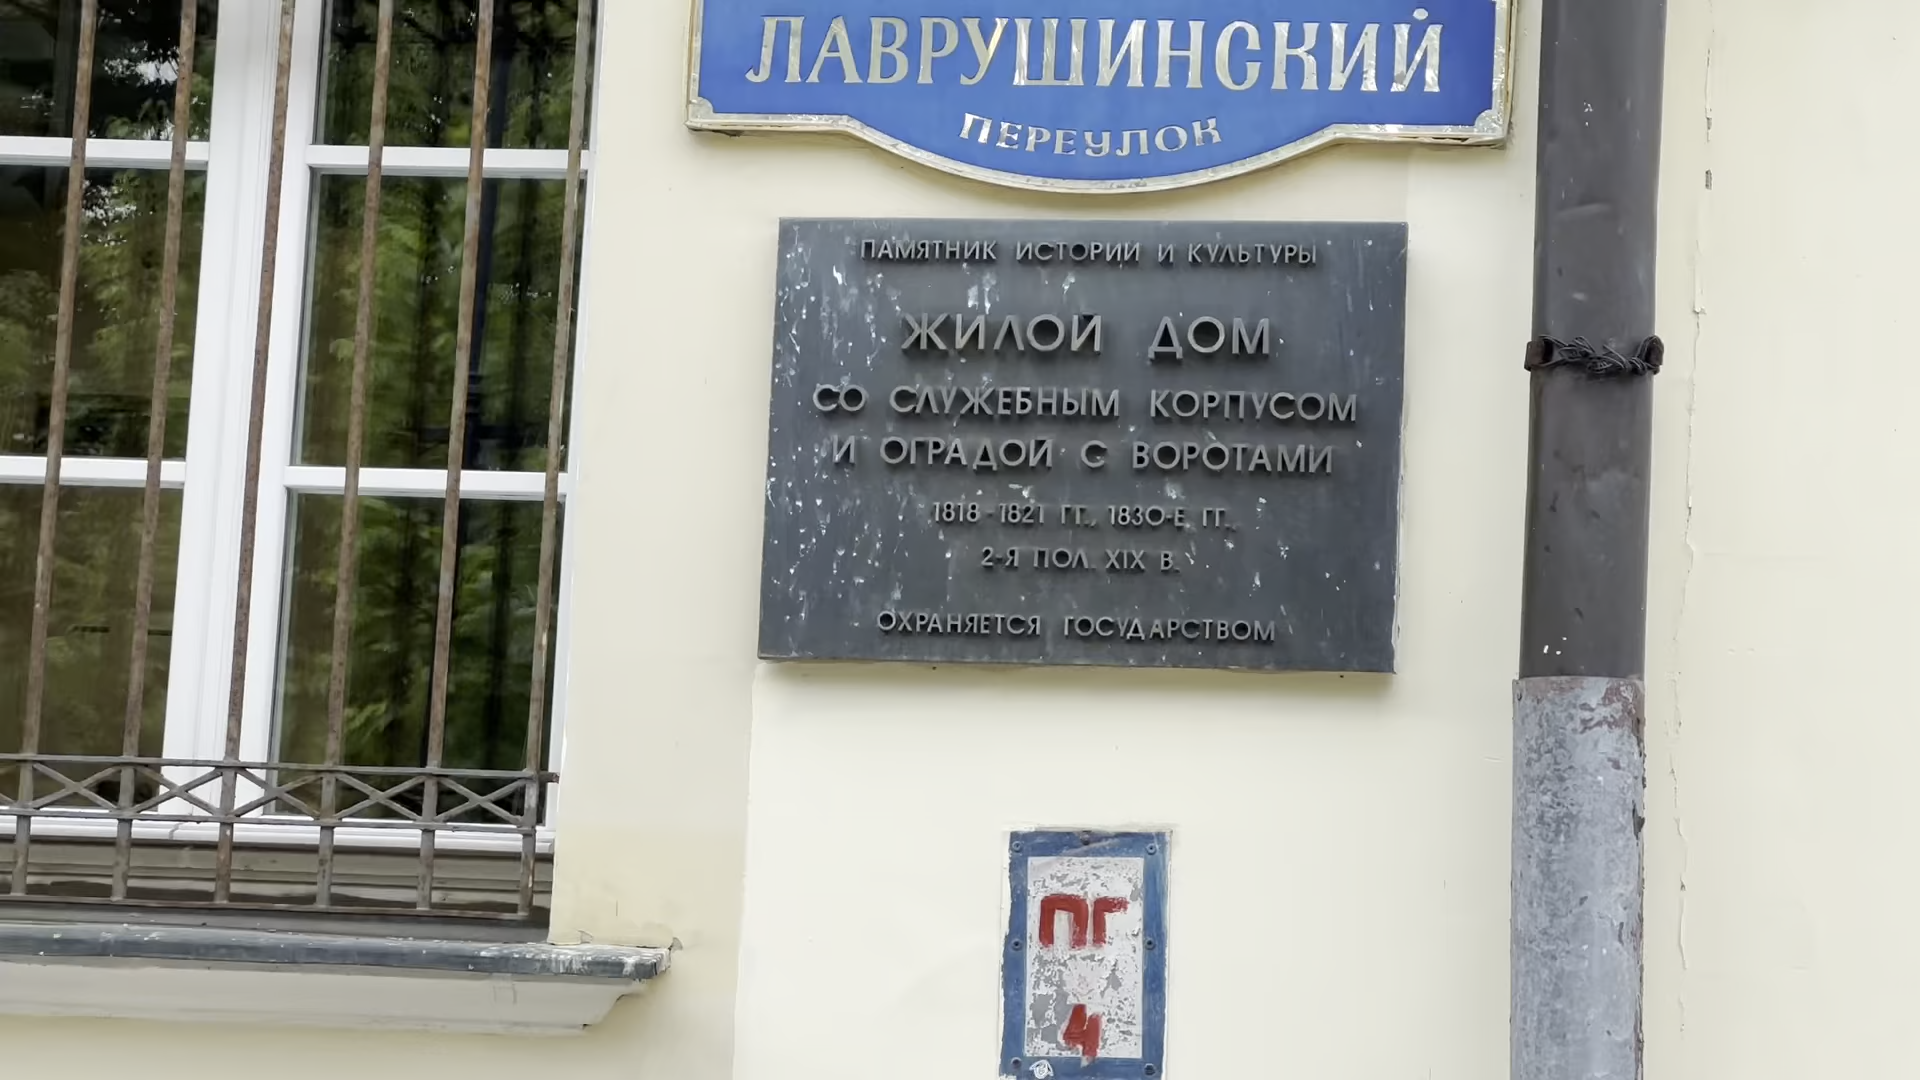 ЛАВРУШИНСКИЙ
ПЕРЕУЛОК
ПАМЯТНИК ИСТОРИИ И КУЛЬТУРЫ
ЖИЛОЙ ДОМ
СО СЛУЖЕБНЫМ КОРПУСОМ
И ОГРАДОЙ С ВОРОТАМИ
1818-1821 ГГ., 1830-Е ГГ.,
2-Я ПОЛ. XIX В.
ОХРАНЯЕТСЯ ГОСУДАРСТВОМ
ПГ
4